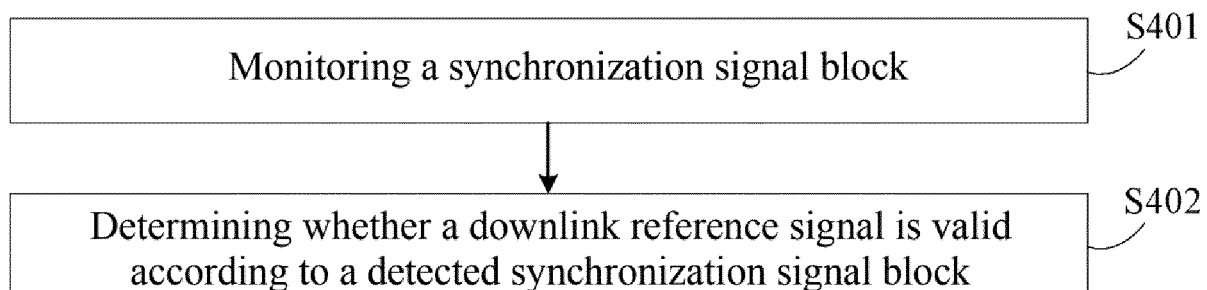 S401
Monitoring a synchronization signal block
S402
Determining whether a downlink reference signal is valid
according to a detected synchronization signal block